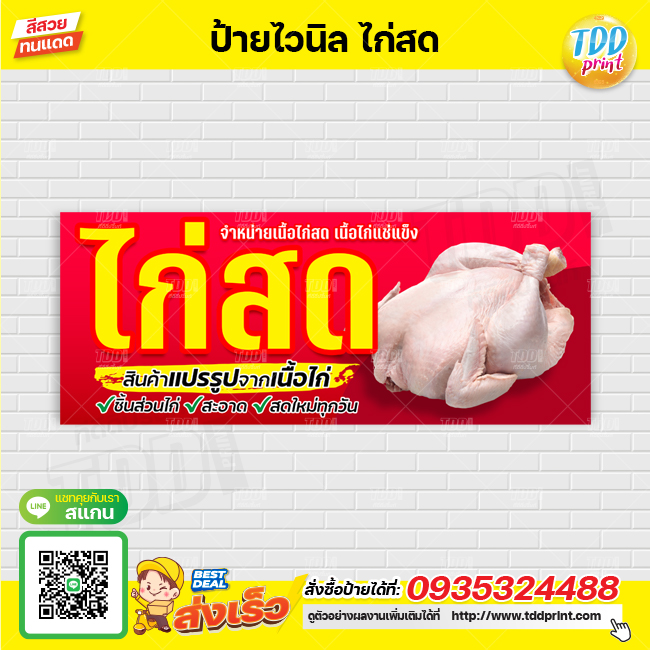 สีสวย
ทนแดด
ป้ายไวนิล ไก่สด
TDD
print
จำหน่ายเนื้อไก่สด เนื้อไก่แช่แข็ง
ไก่สด
สินค้าแปรรูปจากเนื้อไก่
✓ชิ้นส่วนไก่ ✓สะอาด ✓สดใหม่ทุกวัน
LINE
แชทคุยกับเรา
สแกน
BEST
DEAL
ส่งเร็ว
สั่งซื้อป้ายได้ที่: 0935324488
ดูตัวอย่างผลงานเพิ่มเติมได้ที่ http://www.tddprint.com